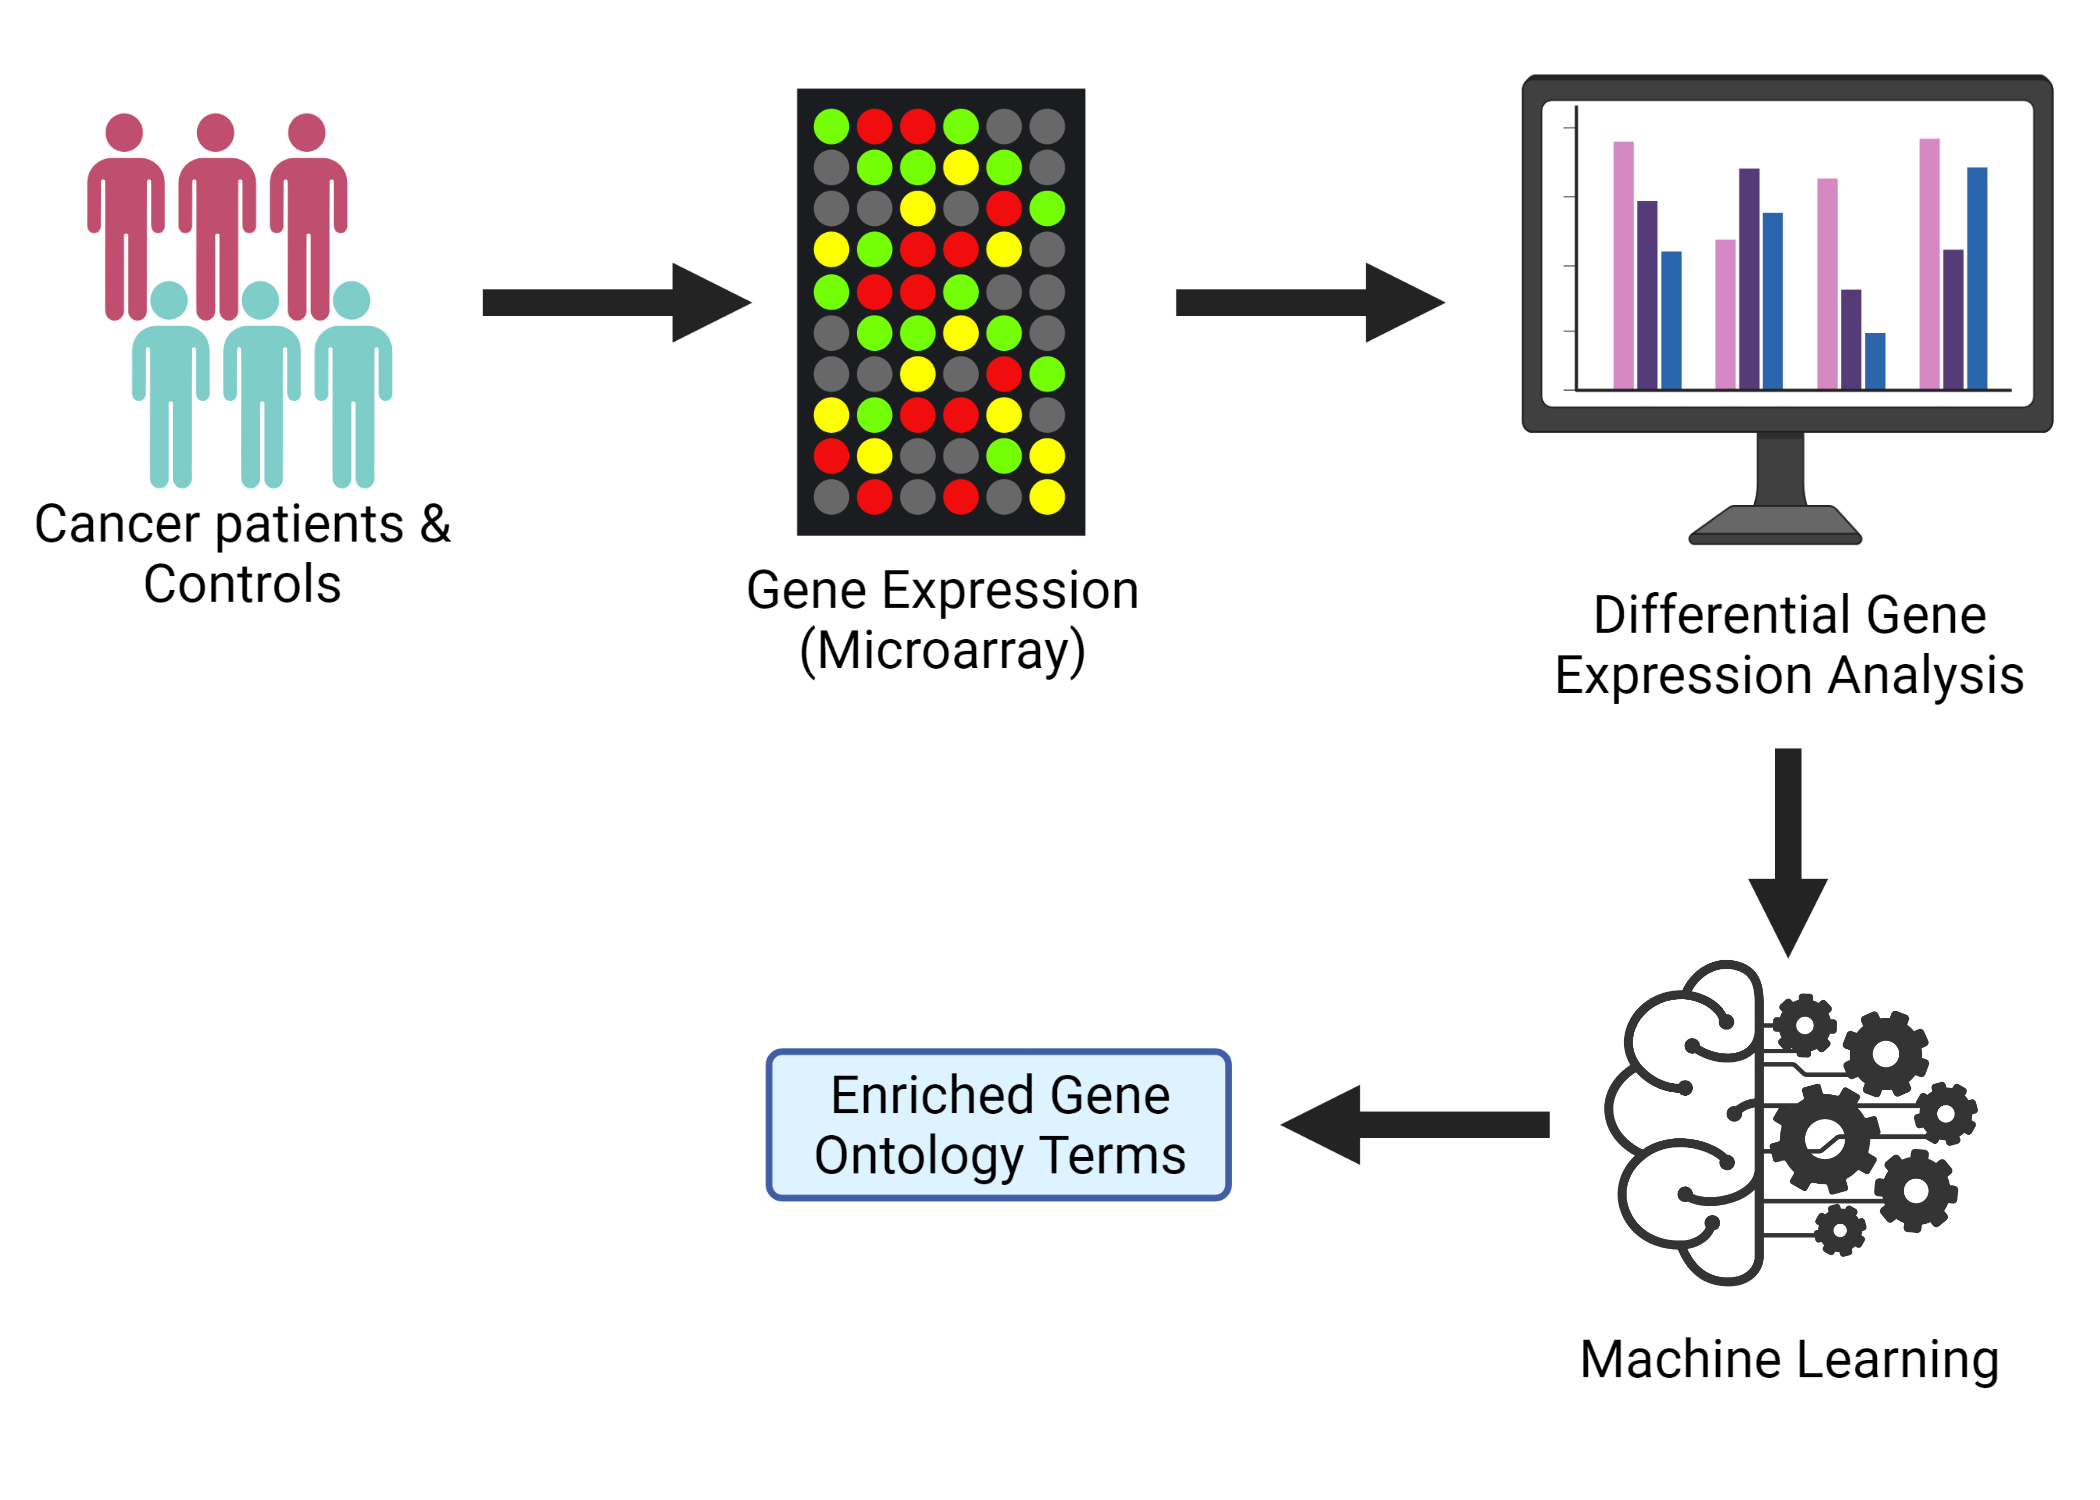 Cancer patients &
Controls
Gene Expression
(Microarray)
Differential Gene
Expression Analysis
Machine Learning
Enriched Gene
Ontology Terms